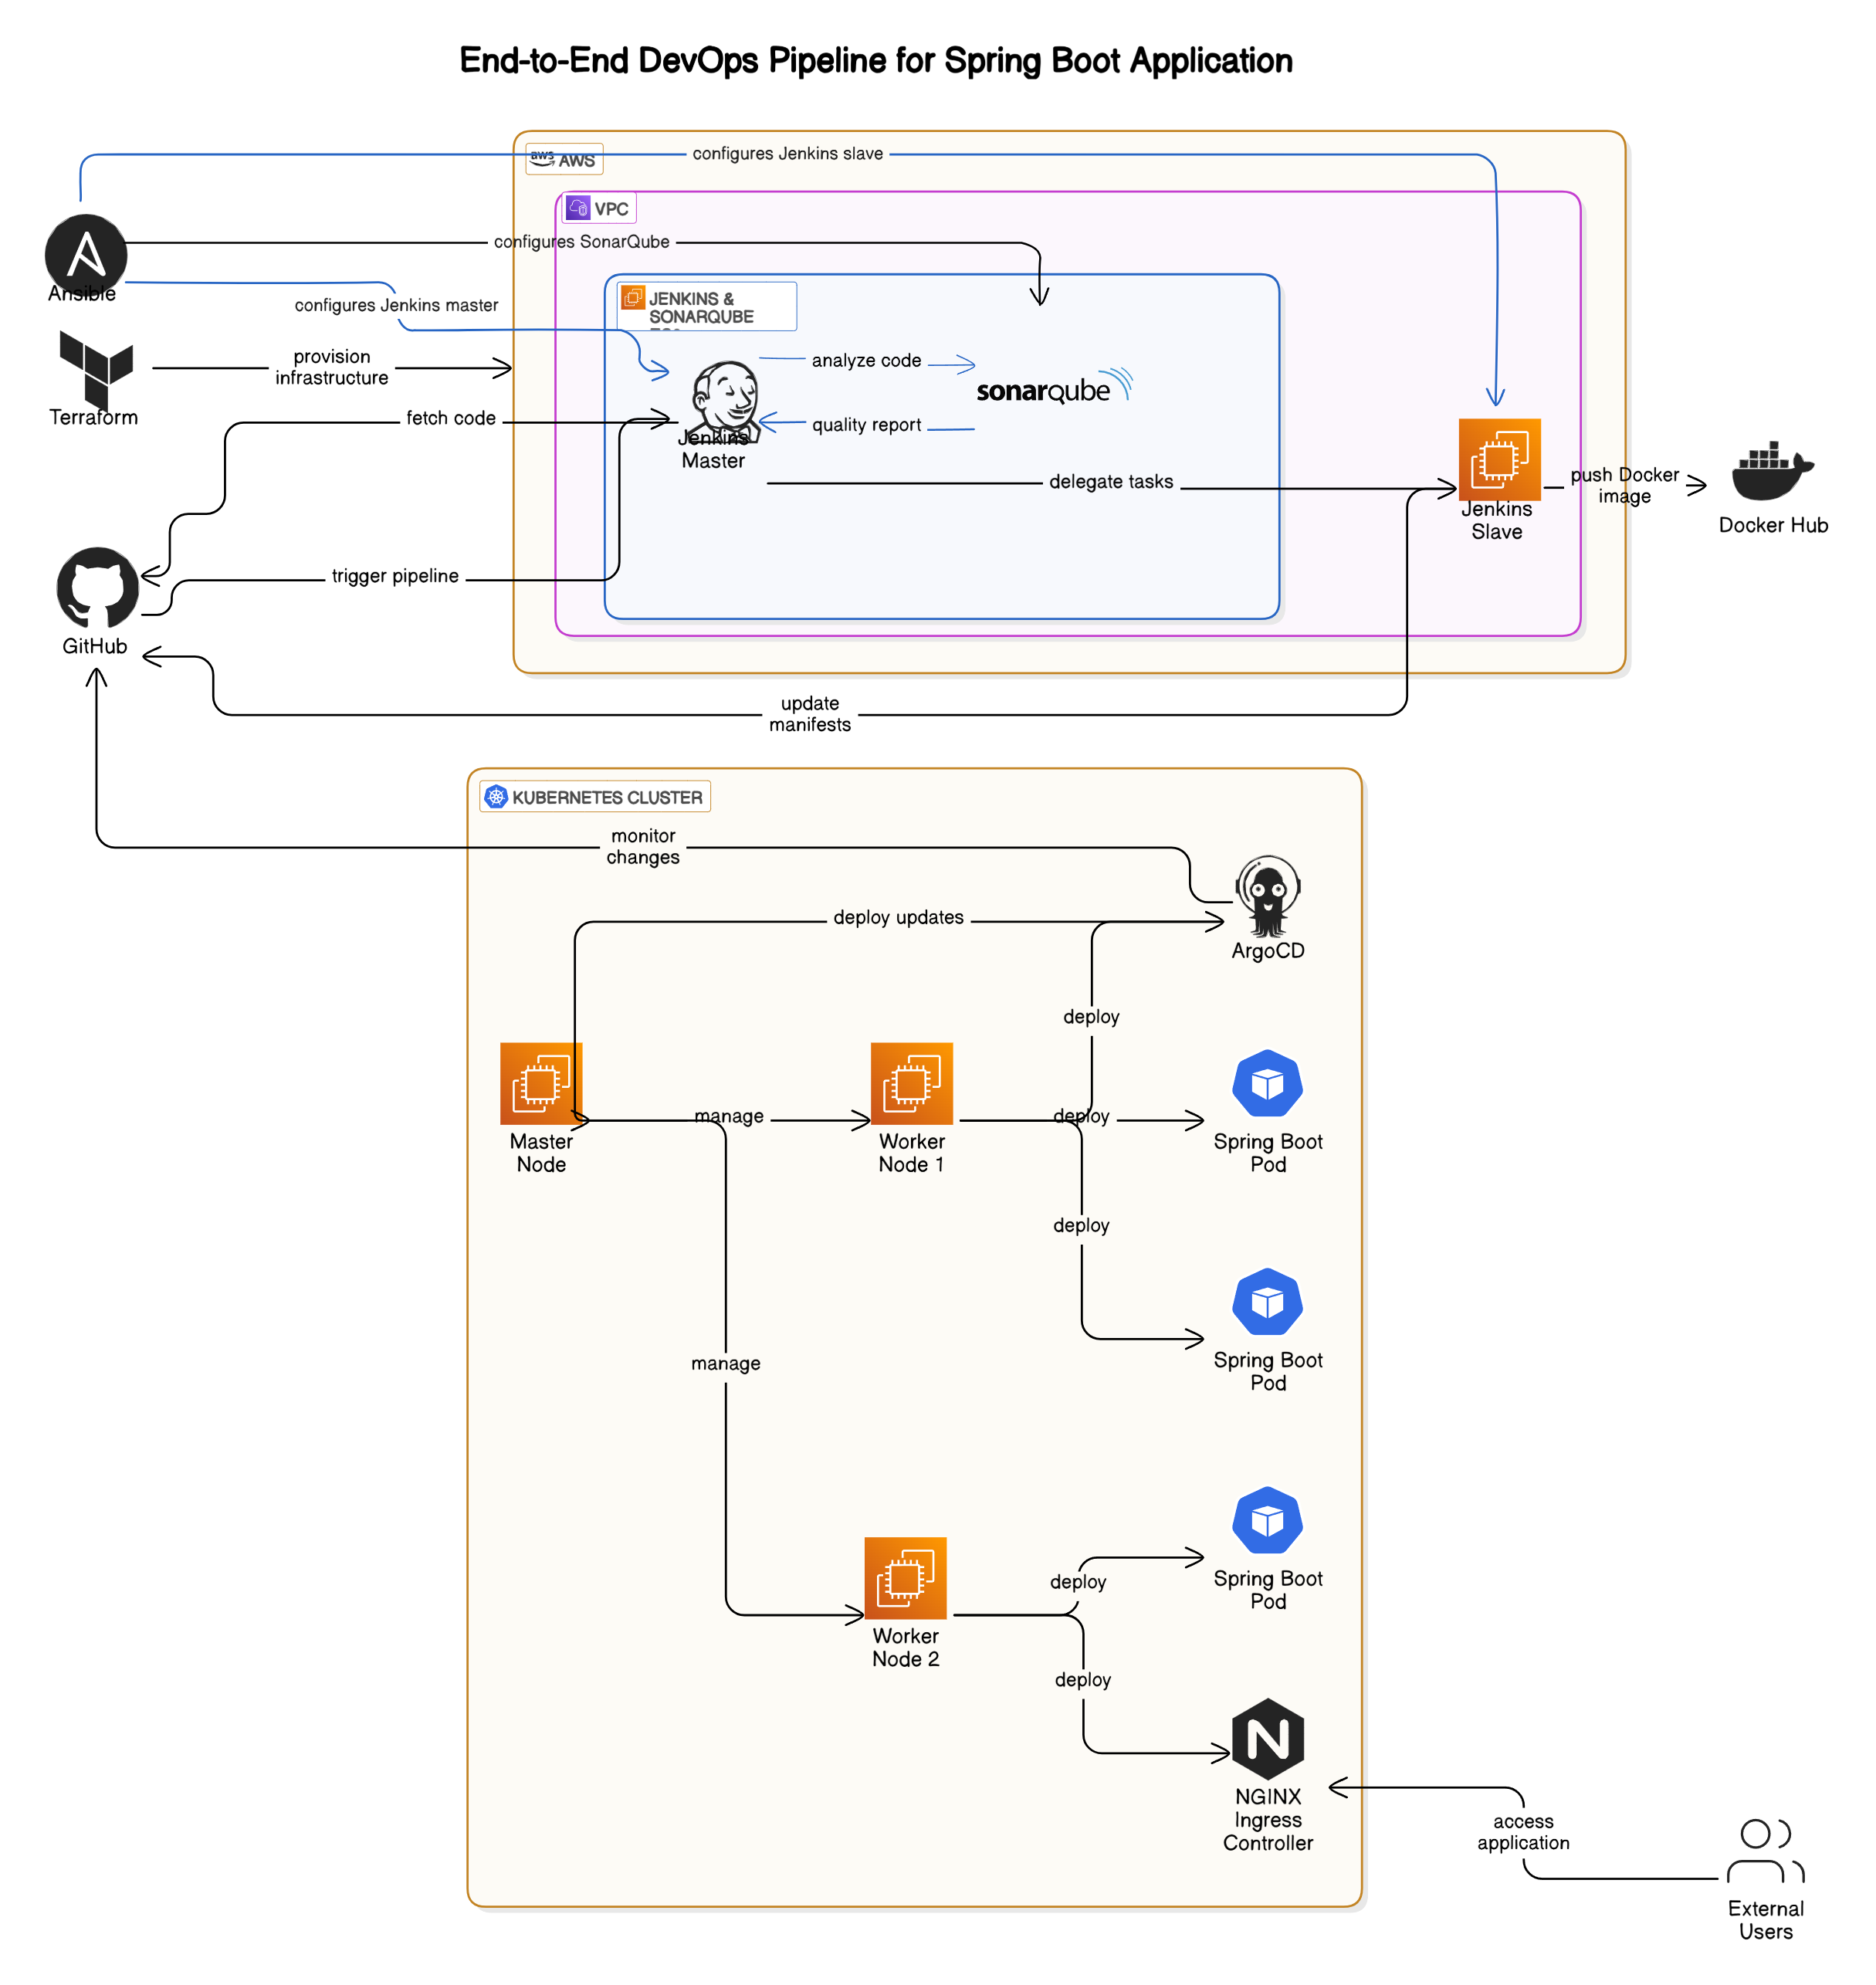 End-to-End DevOps Pipeline for Spring Boot Application
aws AWS
configures Jenkins slave
VPC
configures SonarQube
Ansible
configures Jenkins master
JENKINS &
SONARQUBE
provision
infrastructure
Terraform
analyze code
sonarqube
fetch code
quality report
Jenkins
Master
delegate tasks
Jenkins
Slave
push Docker
image
Docker Hub
trigger pipeline
GitHub
update
manifests
KUBERNETES CLUSTER
monitor
changes
ArgoCD
deploy updates
deploy
Master
Node
manage
Worker
Node 1
deploy
Spring Boot
Pod
deploy
Spring Boot
Pod
manage
Worker
Node 2
deploy
Spring Boot
Pod
deploy
NGINX
Ingress
Controller
access
application
External
Users